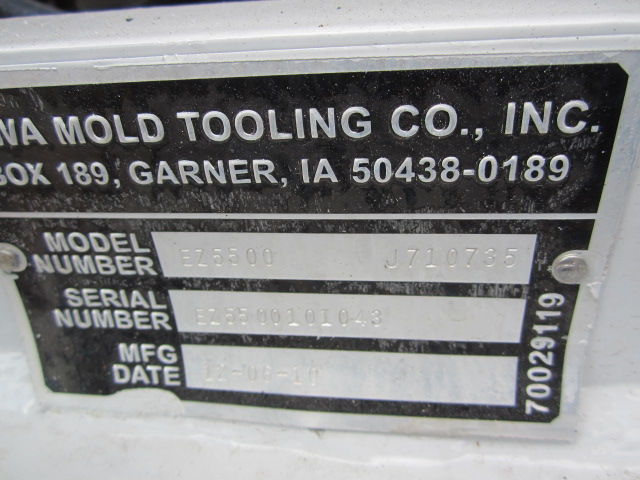 WA MOLD TOOLING CO., INC.
BOX 189, GARNER, IA 50438-0189
MODEL NUMBER EZ5500 J710735
SERIAL NUMBER EZ5500101043
MFG DATE
70029119